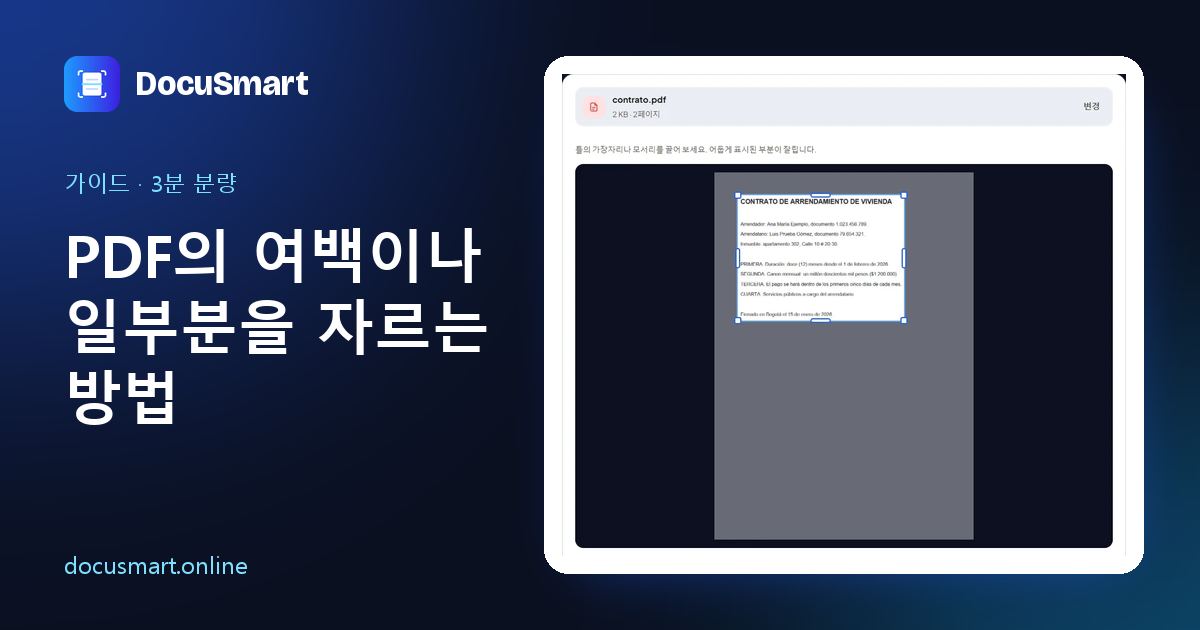 DocuSmart
가이드 · 3분 분량
PDF의 여백이나
일부분을 자르는
방법
docusmart.online
contrato.pdf
2 KB · 2페이지
변경
틀의 가장자리나 모서리를 끌어 보세요. 어둡게 표시된 부분이 잘립니다.
CONTRATO DE ARRENDAMIENTO DE VIVIENDA
Arrendador: Ana María Ejemplo, documento 1.023.456.789.
Arrendatario: Luis Prueba Gómez, documento 79.654.321.
Inmueble: apartamento 302, Calle 10 # 20-30.
PRIMERA. Duración: doce (12) meses desde el 1 de febrero de 2026.
SEGUNDA. Canon mensual: un millón doscientos mil pesos ($1.200.000).
TERCERA. El pago se hará dentro de los primeros cinco días de cada mes.
CUARTA. Servicios públicos a cargo del arrendatario.
Firmado en Bogotá el 15 de enero de 2026.